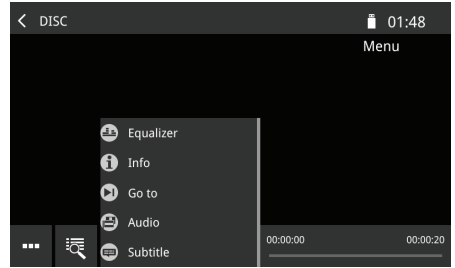 DISC
01:48
Menu
Equalizer
Info
Go to
Audio
Subtitle
00:00:00
00:00:20